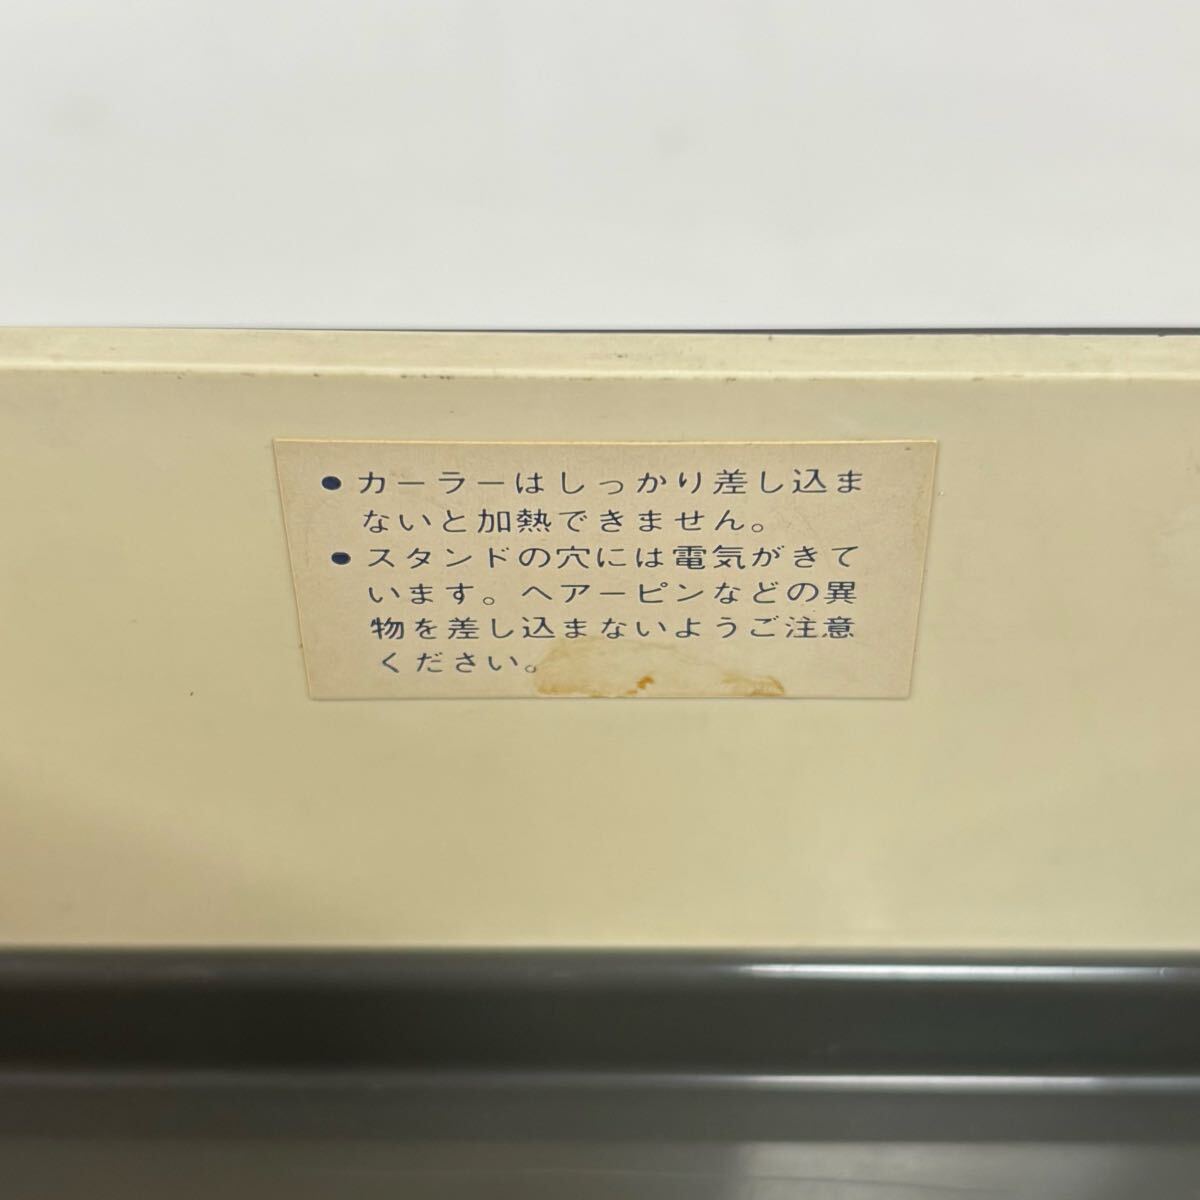 ●カーラーはしっかり差し込ま
ないと加熱できません。
●スタンドの穴には電気がきて
います。ヘアーピンなどの異
物を差し込まないようご注意
ください。